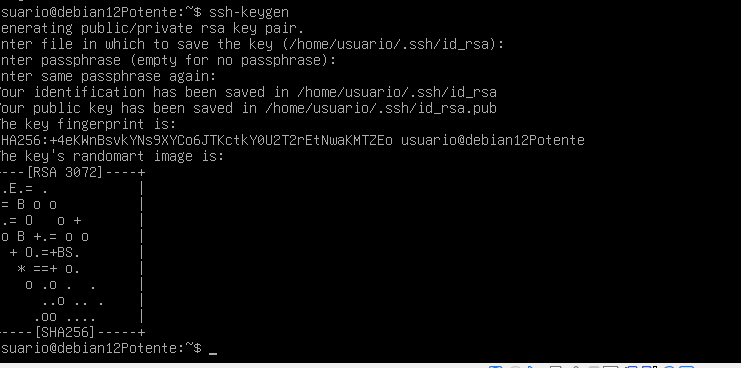 suario@debian12Potente:~$ ssh-keygen
enerating public/private rsa key pair.
nter file in which to save the key (/home/usuario/.ssh/id_rsa):
nter passphrase (empty for no passphrase):
nter same passphrase again:
our identification has been saved in /home/usuario/.ssh/id_rsa
our public key has been saved in /home/usuario/.ssh/id_rsa.pub
he key fingerprint is:
HA256:+4eKWnBsvkYNs9XYCo6JTKctkY0U2T2rEtNwaKMTZEo usuario@debian12Potente
he key's randomart image is:
---[RSA 3072]----+
.E.= .           |
= B o o          |
.= O   o +       |
o B +.= o o      |
 + O.=+BS.       |
  * ==+ o.       |
   o .o .  .     |
     ..o .. .    |
    .oo ....     |
----[SHA256]-----+
suario@debian12Potente:~$ _